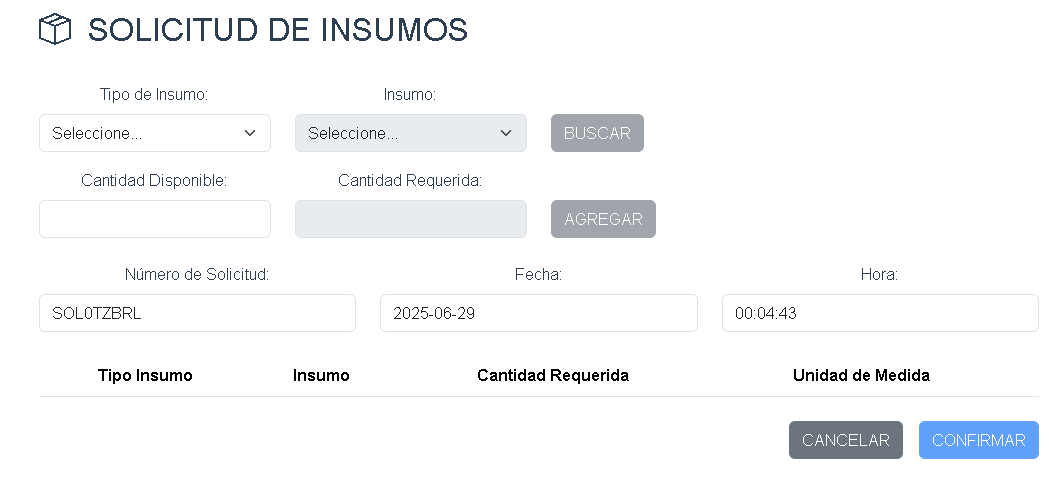 SOLICITUD DE INSUMOS
Tipo de Insumo: Insumo:
Seleccione... Seleccione... BUSCAR
Cantidad Disponible: Cantidad Requerida:
AGREGAR
Número de Solicitud: Fecha: Hora:
SOL0TZBRL 2025-06-29 00:04:43
Tipo Insumo Insumo Cantidad Requerida Unidad de Medida
CANCELAR CONFIRMAR